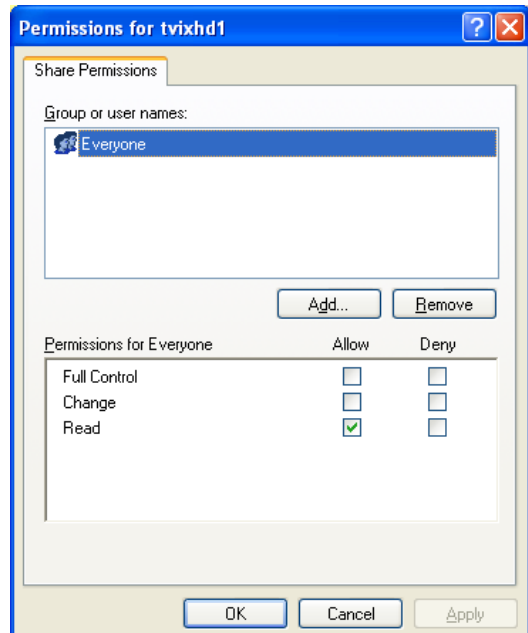 Permissions for tvixhd1
Share Permissions
Group or user names:
Everyone
Add... Remove
Permissions for Everyone Allow Deny
Full Control
Change
Read
OK Cancel Apply